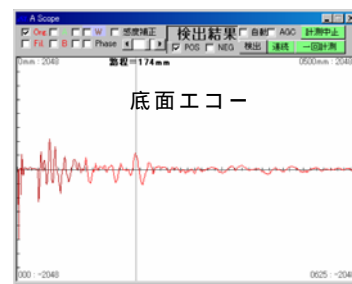 A Scope
Org W 感度補正 検出結果 自動 AGC 計測中止
Fil B Phase POS NEG 検出 連続 一回計測
0mm : 2048 路程=174mm 0500mm : 2048
底面エコー
000 : -2048 0625 : -2048